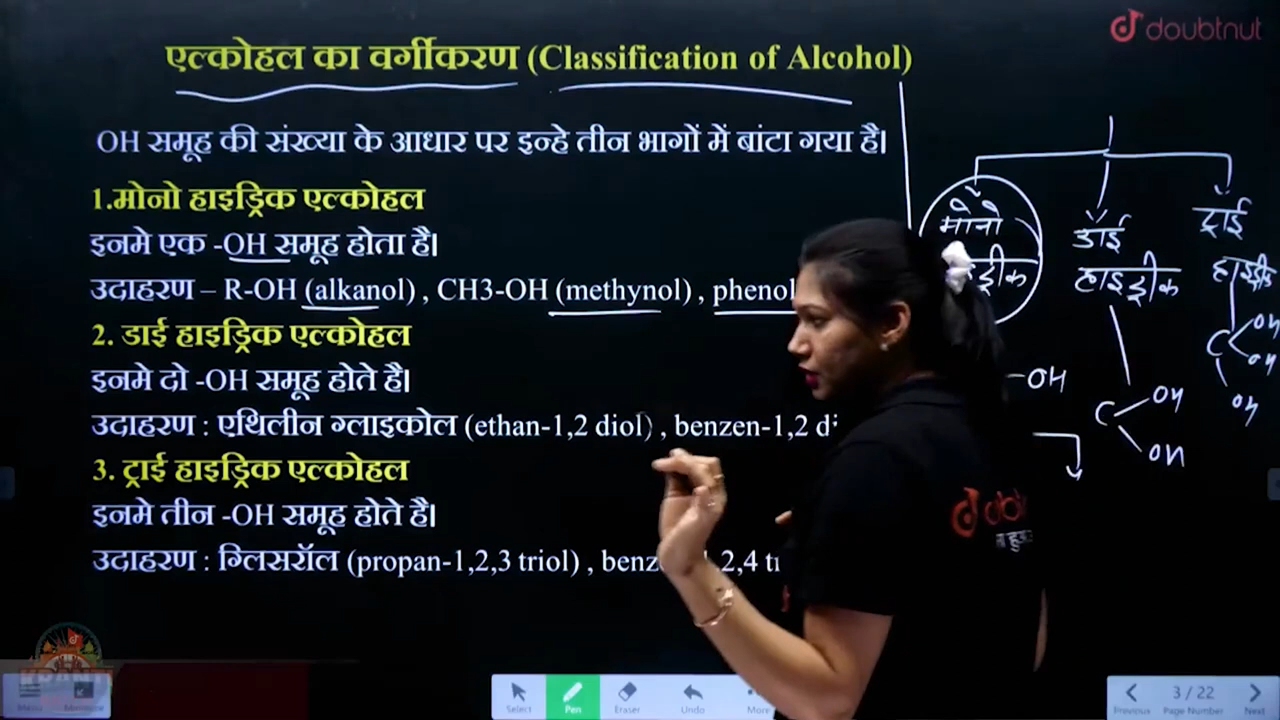 doubtnut
एल्कोहल का वर्गीकरण (Classification of Alcohol)
OH समूह की संख्या के आधार पर इन्हे तीन भागों में बांटा गया है।
1.मोनो हाइड्रिक एल्कोहल
इनमे एक -OH समूह होता है।
उदाहरण – R-OH (alkanol) , CH3-OH (methynol) , phenol
2. डाई हाइड्रिक एल्कोहल
इनमे दो -OH समूह होते है।
उदाहरण : एथिलीन ग्लाइकोल (ethan-1,2 diol) , benzen-1,2
3. ट्राई हाइड्रिक एल्कोहल
इनमे तीन -OH समूह होते है।
उदाहरण : ग्लिसरॉल (propan-1,2,3 triol) ,
मोनो
डाई
हाइड्रीक
ट्राई
-OH
C
OH
OH
C
OH
OH
OH
Select
Pen
Eraser
Undo
More
3 / 22
Previous
Page Number
Next